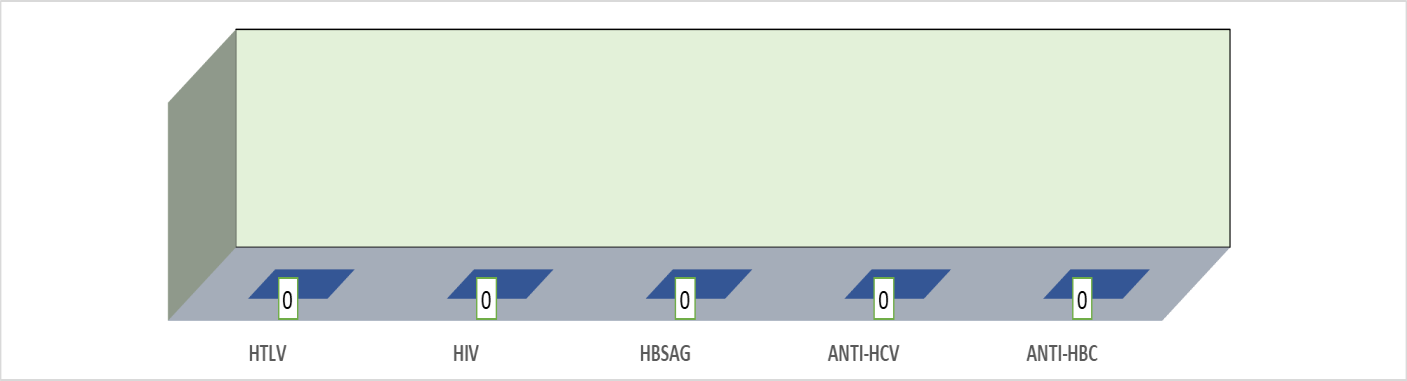 0 0 0 0 0
HTLV HIV HBSAG ANTI-HCV ANTI-HBC